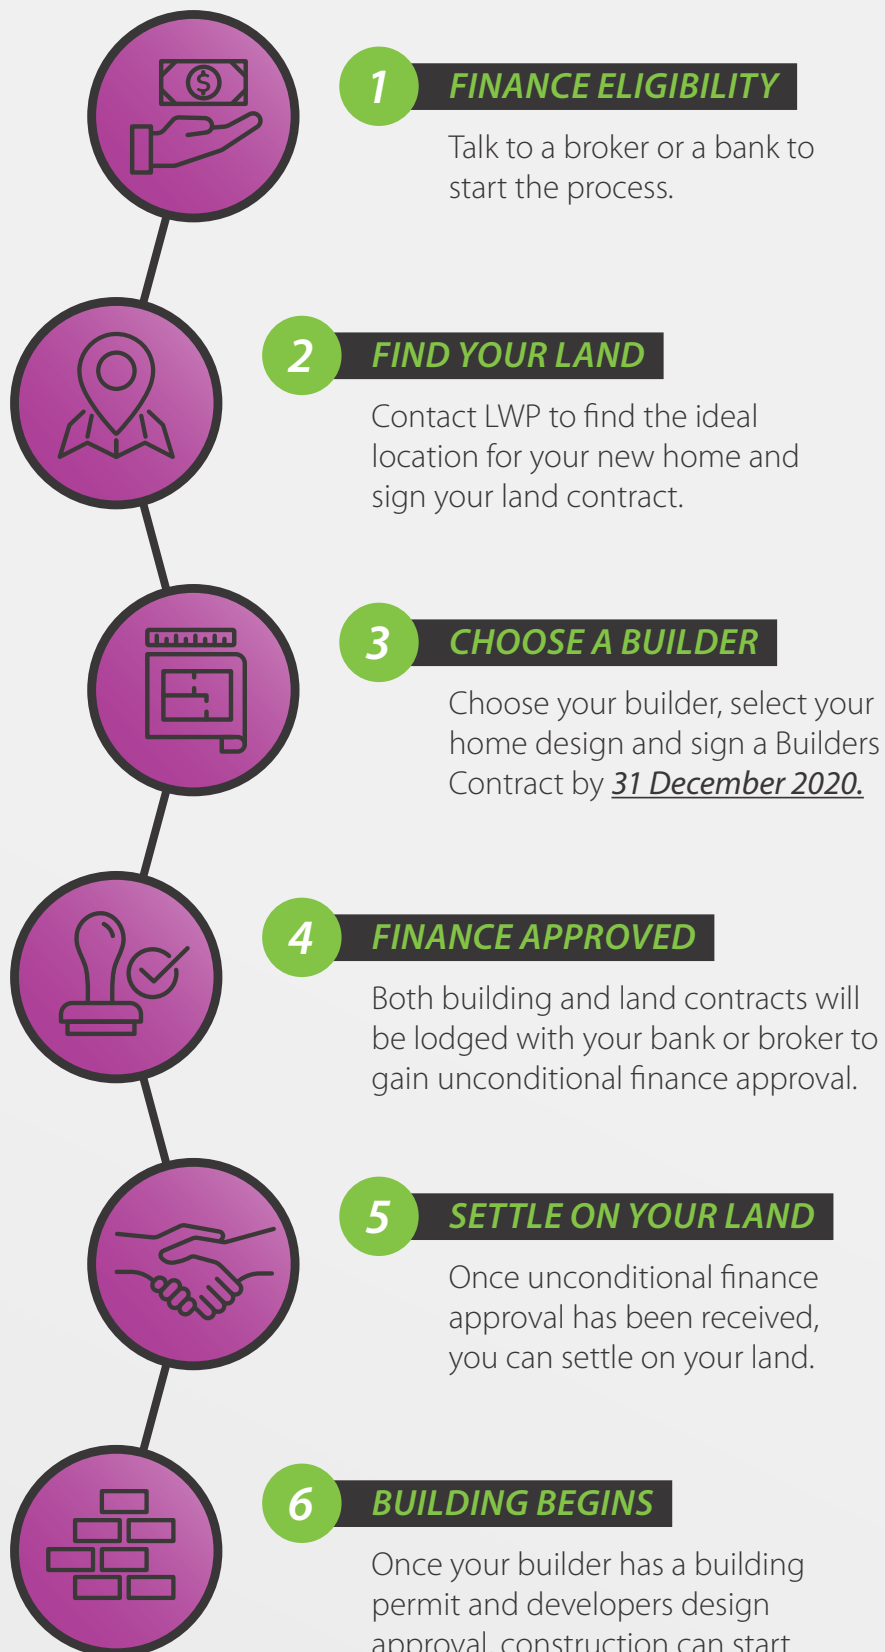 1 FINANCE ELIGIBILITY
Talk to a broker or a bank to
start the process.
2 FIND YOUR LAND
Contact LWP to find the ideal
location for your new home and
sign your land contract.
3 CHOOSE A BUILDER
Choose your builder, select your
home design and sign a Builders
Contract by 31 December 2020.
4 FINANCE APPROVED
Both building and land contracts will
be lodged with your bank or broker to
gain unconditional finance approval.
5 SETTLE ON YOUR LAND
Once unconditional finance
approval has been received,
you can settle on your land.
6 BUILDING BEGINS
Once your builder has a building
permit and developers design
approval, construction can start